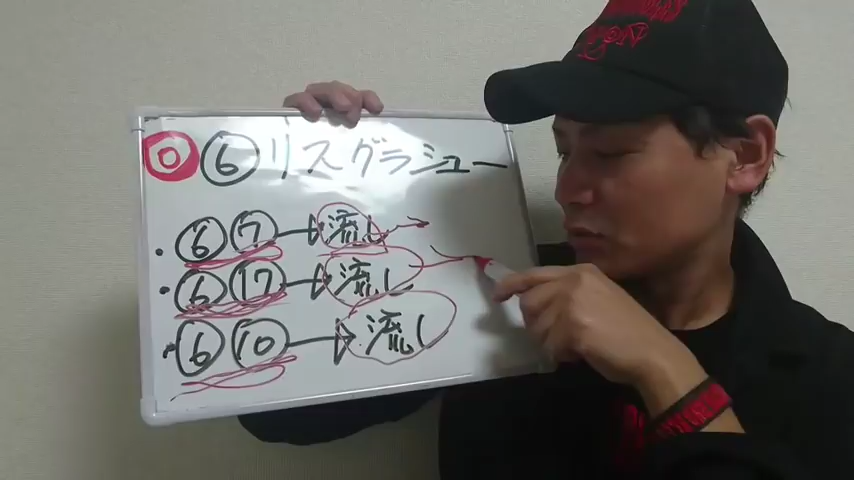 ◎ ⑥ リスグラシュー
・⑥ ⑦ → 流し
・⑥ ⑰ → 流し
・⑥ ⑩ → 流し